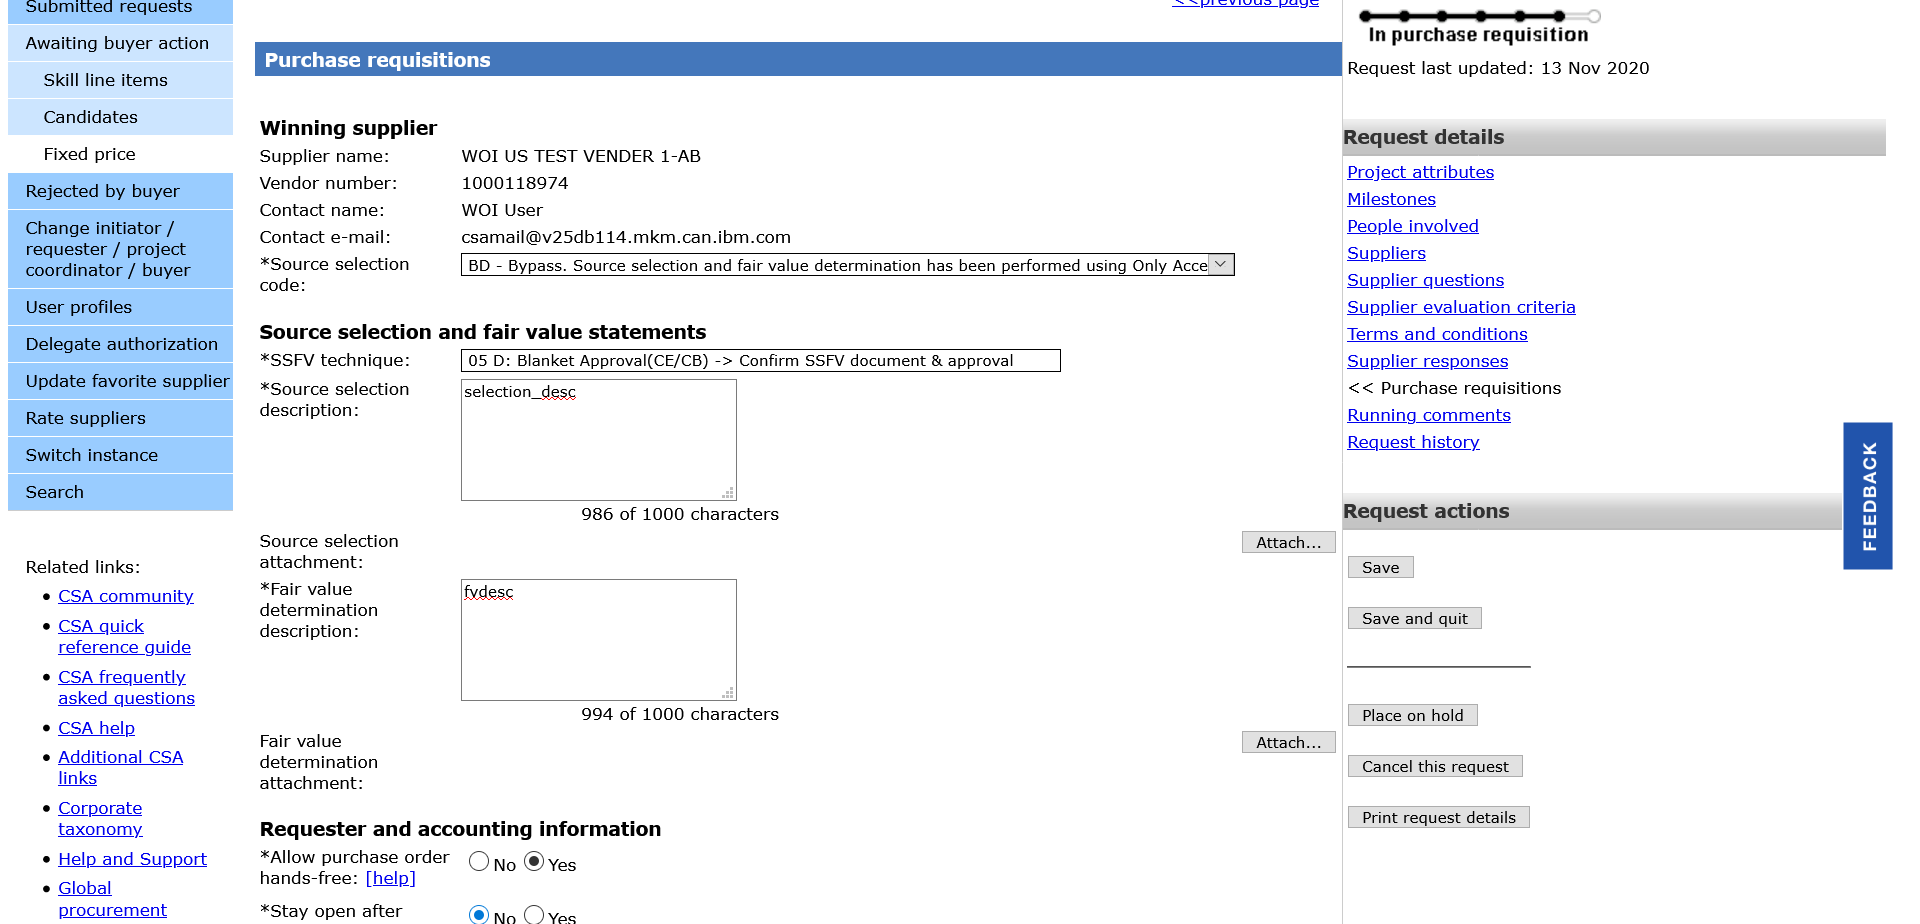 Submitted requests
Awaiting buyer action
Skill line items
Candidates
Fixed price
Rejected by buyer
Change initiator /
requester / project
coordinator / buyer
User profiles
Delegate authorization
Update favorite supplier
Rate suppliers
Switch instance
Search
Related links:
CSA community
CSA quick
reference guide
CSA frequently
asked questions
CSA help
Additional CSA
links
Corporate
taxonomy
Help and Support
Global
procurement
<<previous page
Purchase requisitions
Winning supplier
Supplier name: WOI US TEST VENDER 1-AB
Vendor number: 1000118974
Contact name: WOI User
Contact e-mail: csamail@v25db114.mkm.can.ibm.com
*Source selection
code:
BD - Bypass. Source selection and fair value determination has been performed using Only Acce
Source selection and fair value statements
*SSFV technique: 05 D: Blanket Approval(CE/CB) -> Confirm SSFV document & approval
*Source selection
description:
selection_desc
986 of 1000 characters
Source selection
attachment:
Attach...
*Fair value
determination
description:
fvdesc
994 of 1000 characters
Fair value
determination
attachment:
Attach...
Requester and accounting information
*Allow purchase order
hands-free: [help]
No Yes
*Stay open after
No Yes
In purchase requisition
Request last updated: 13 Nov 2020
Request details
Project attributes
Milestones
People involved
Suppliers
Supplier questions
Supplier evaluation criteria
Terms and conditions
Supplier responses
<< Purchase requisitions
Running comments
Request history
Request actions
Save
Save and quit
Place on hold
Cancel this request
Print request details
FEEDBACK